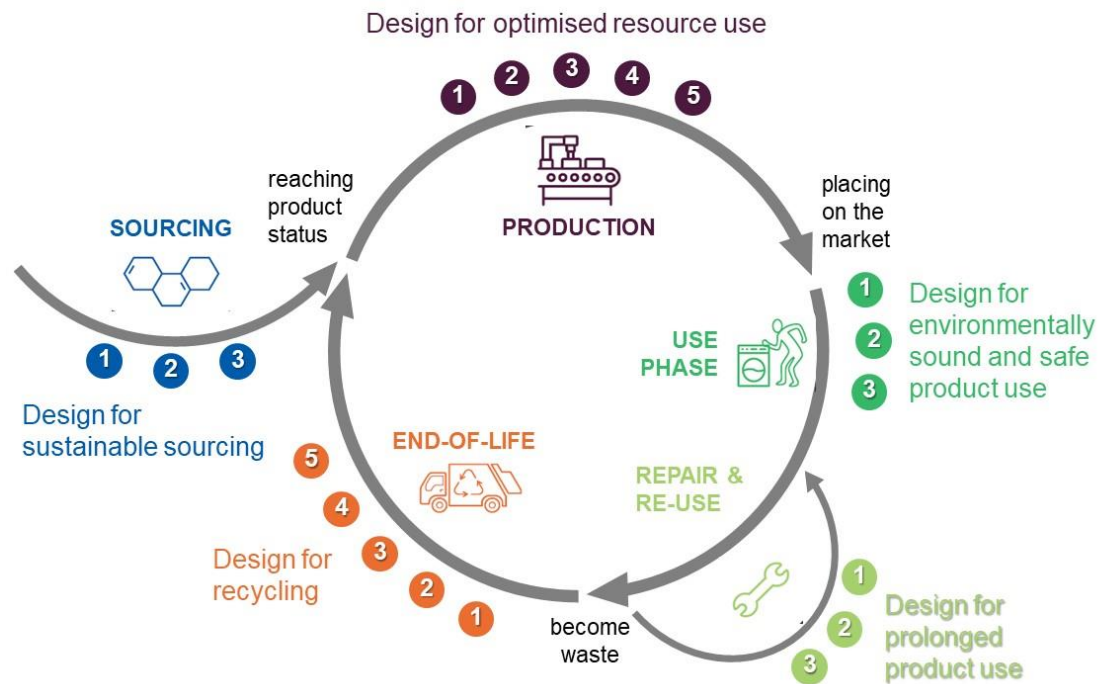 Design for optimised resource use
1 2 3 4 5
reaching
product
status
SOURCING
PRODUCTION
placing
on the
market
1 2 3
Design for
sustainable sourcing
USE
PHASE
1
2
3
Design for
environmentally
sound and safe
product use
END-OF-LIFE
5
4
3
2
1
Design for
recycling
REPAIR &
RE-USE
become
waste
1
2
3
Design for
prolonged
product use